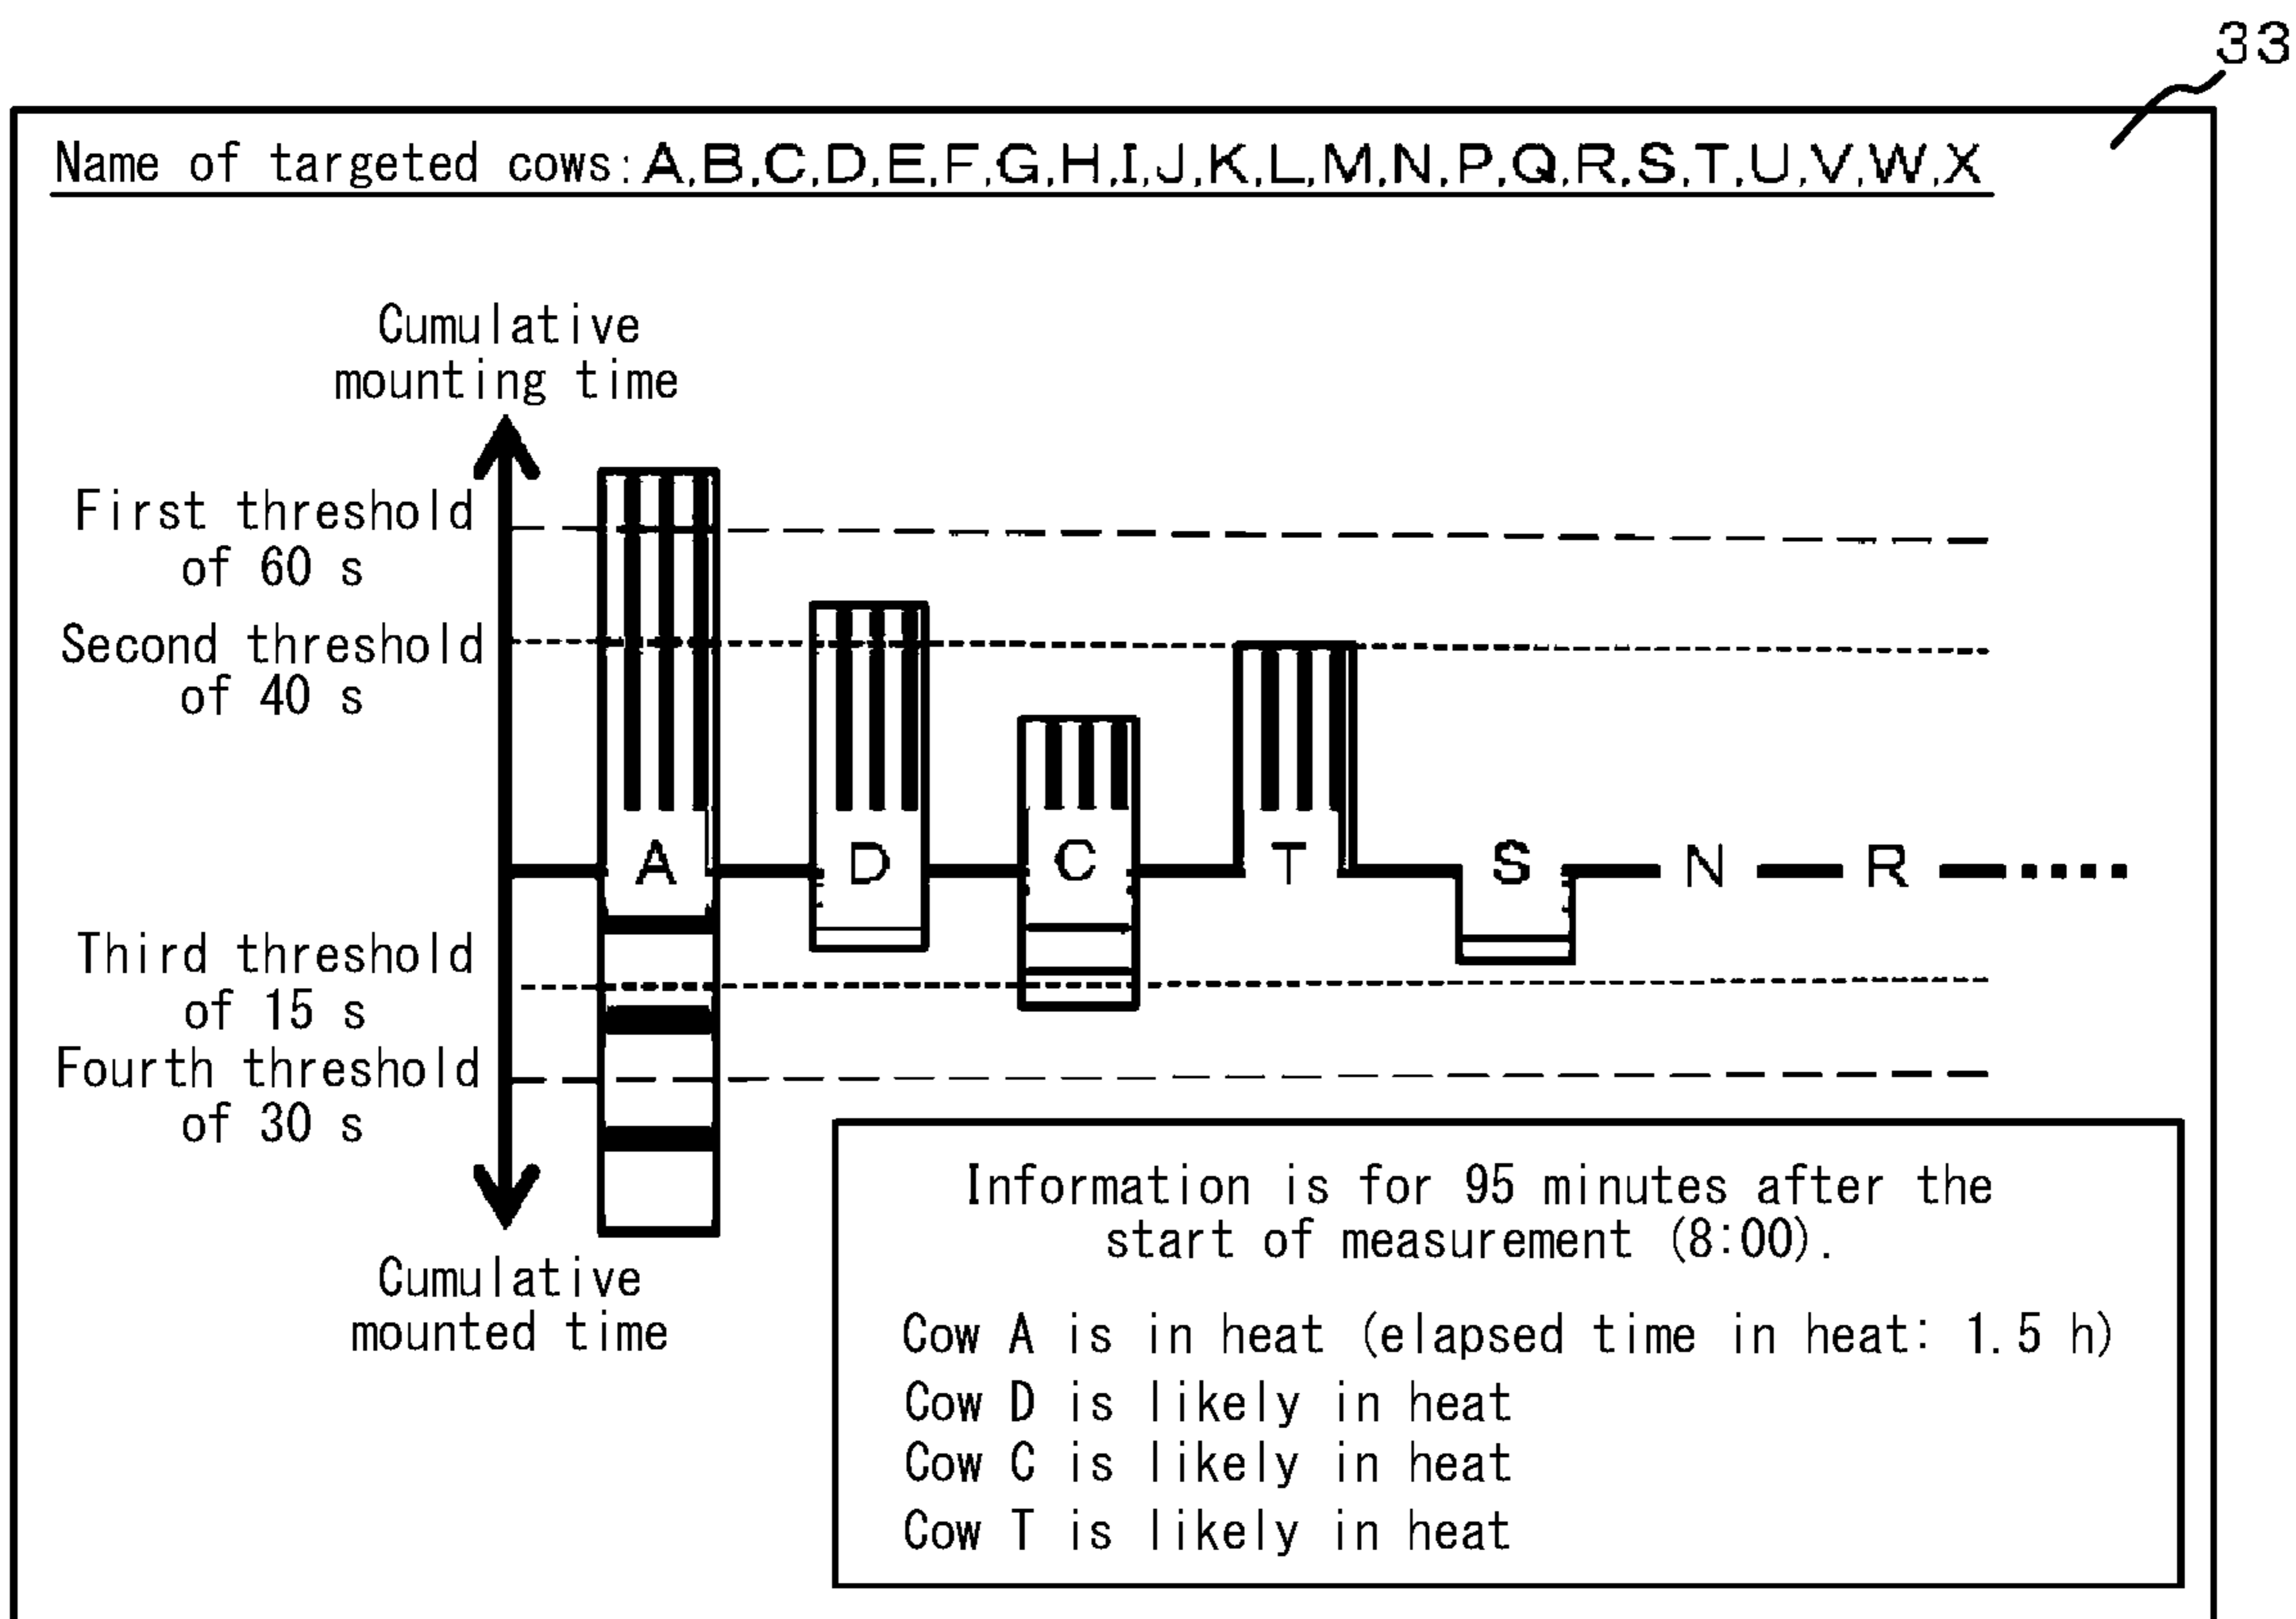 33
Name of targeted cows: A,B,C,D,E,F,G,H,I,J,K,L,M,N,P,Q,R,S,T,U,V,W,X
Cumulative
mounting time
First threshold
of 60 s
Second threshold
of 40 s
A D C T S N R
Third threshold
of 15 s
Fourth threshold
of 30 s
Cumulative
mounted time
Information is for 95 minutes after the
start of measurement (8:00).
Cow A is in heat (elapsed time in heat: 1.5 h)
Cow D is likely in heat
Cow C is likely in heat
Cow T is likely in heat